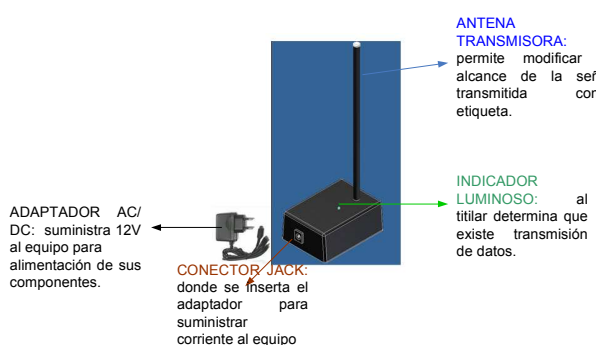 ANTENA
TRANSMISORA:
permite modificar
alcance de la
transmitida
etiqueta.
INDICADOR
LUMINOSO: al
titilar determina que
existe transmisión
de datos.
ADAPTADOR AC/
DC: suministra 12V
al equipo para
alimentación de sus
componentes.
CONECTOR JACK:
donde se inserta el
adaptador para
suministrar
corriente al equipo